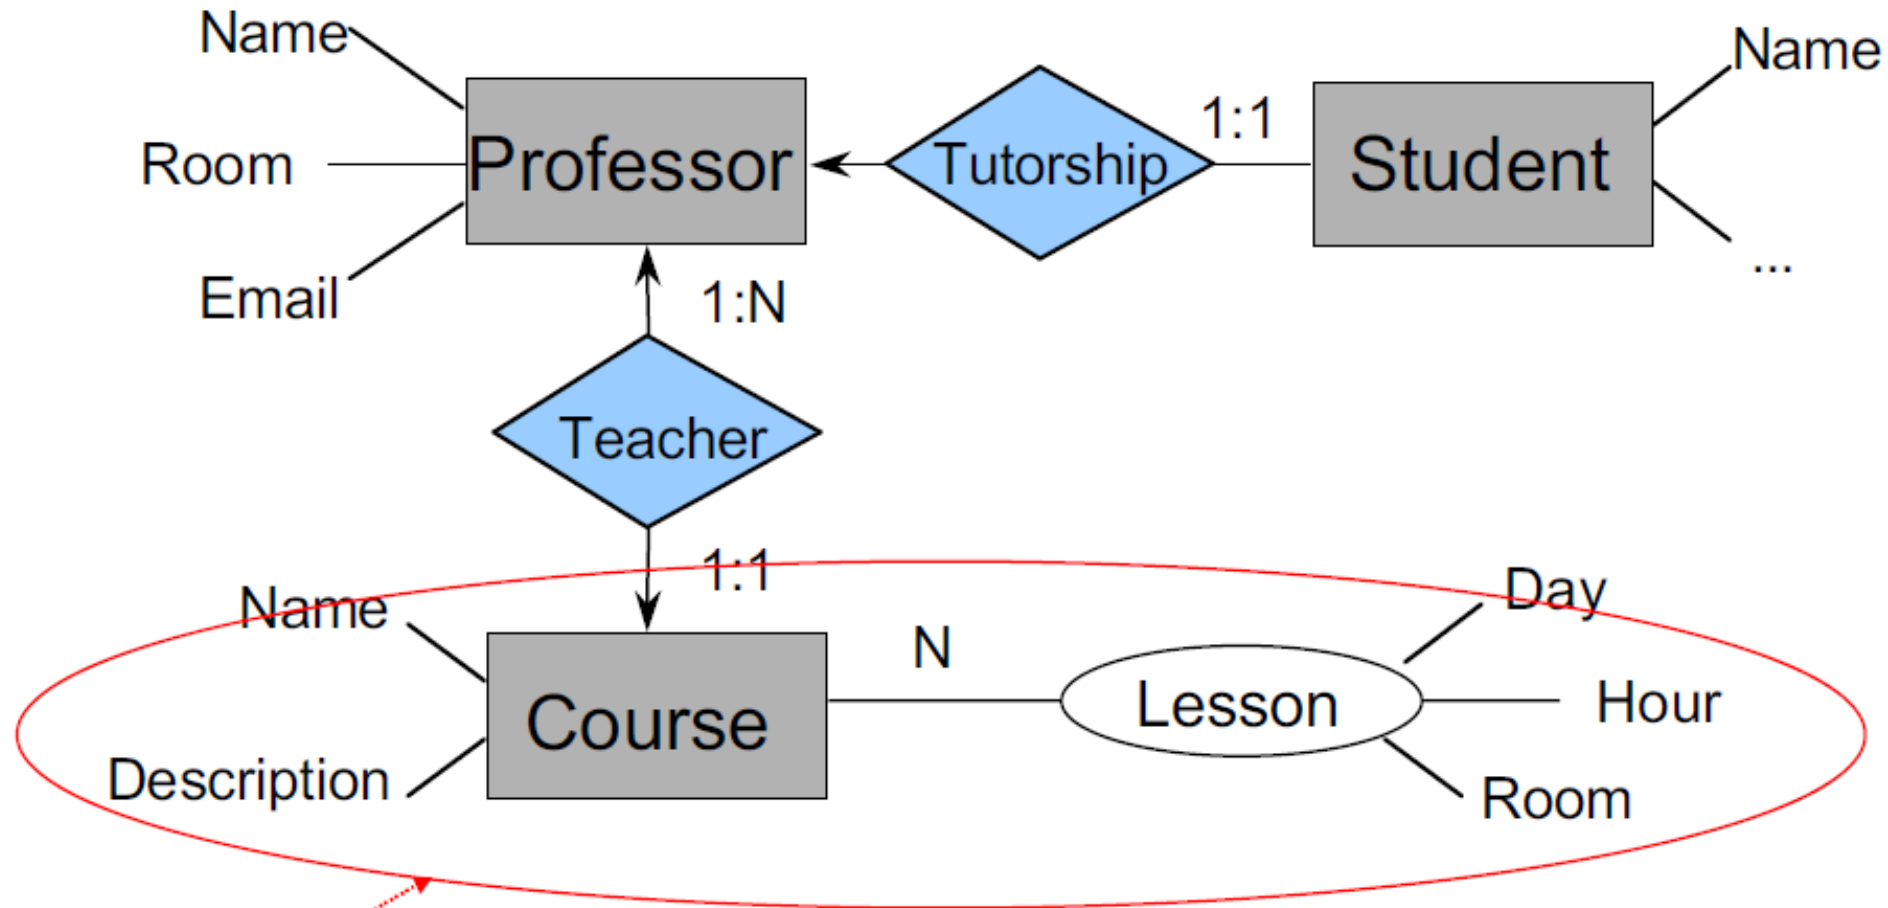 Name
Name
1:1
Room
Professor
Tutorship
Student
...
Email
1:N
Teacher
1:1
Day
Name
N
Course
Lesson
Hour
Description
Room